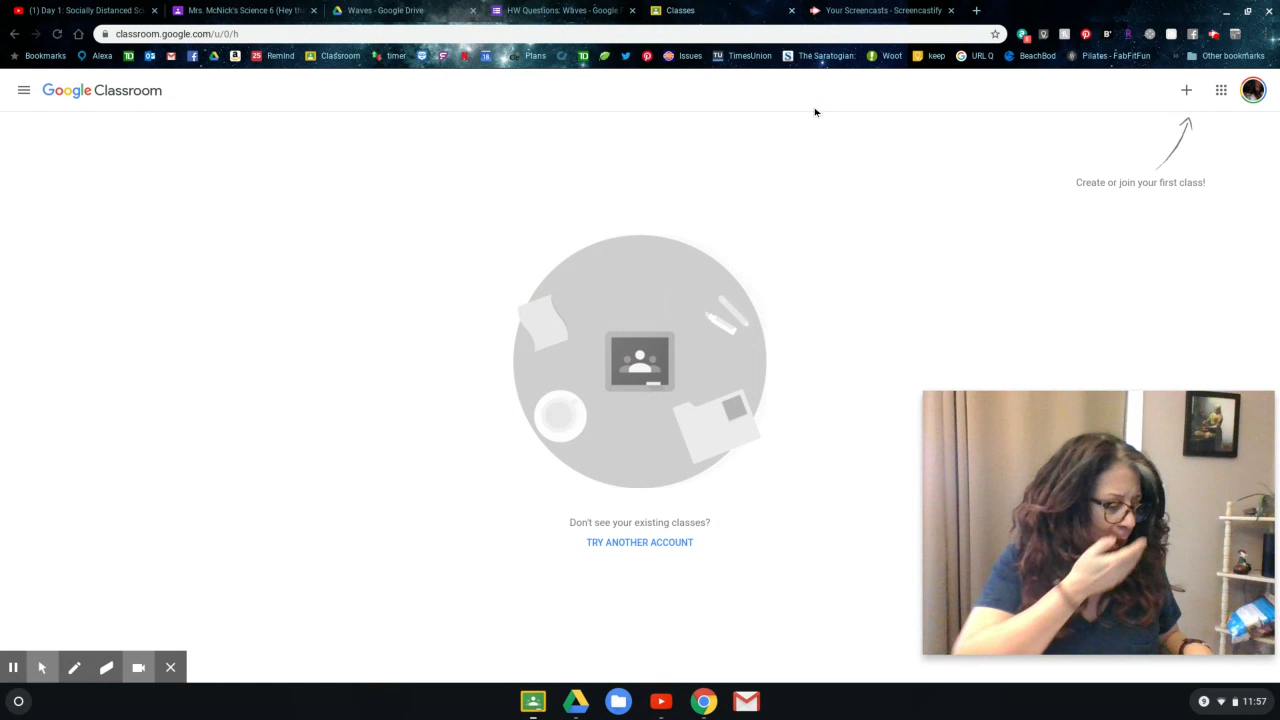 (1) Day 1: Socially Distanced Sc
Mrs. McNick's Science 6 (Hey th
Waves - Google Drive
HW Questions: Waves - Google F
Classes
Your Screencasts - Screencastify
classroom.google.com/u/0/h
Bookmarks Alexa 25 Remind Classroom timer 18 Plans Issues TU TimesUnion S The Saratogian: Woot keep URL Q BeachBod Pilates - FabFitFun Other bookmarks
Google Classroom
Create or join your first class!
Don't see your existing classes?
TRY ANOTHER ACCOUNT
11:57